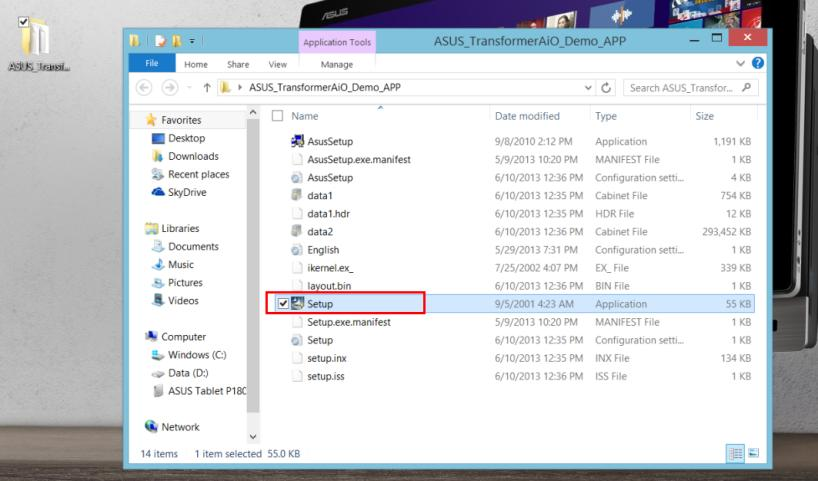 /ISUS
ASUS_Transf...
Application Tools
ASUS_TransformerAiO_Demo_APP
File Home Share View Manage
ASUS_TransformerAiO_Demo_APP
Search ASUS_Transfor...
Name Date modified Type Size
Favorites
Desktop
Downloads
Recent places
SkyDrive
Libraries
Documents
Music
Pictures
Videos
Computer
Windows (C:)
Data (D:)
ASUS Tablet P180
Network
AsusSetup 9/8/2010 2:12 PM Application 1,191 KB
AsusSetup.exe.manifest 5/9/2013 10:20 PM MANIFEST File 1 KB
AsusSetup 6/10/2013 12:36 PM Configuration setti... 4 KB
data1 6/10/2013 12:35 PM Cabinet File 754 KB
data1.hdr 6/10/2013 12:35 PM HDR File 12 KB
data2 6/10/2013 12:36 PM Cabinet File 293,452 KB
English 5/29/2013 7:31 PM Configuration setti... 1 KB
ikernel.ex_ 7/25/2002 4:07 PM EX_ File 339 KB
layout.bin 6/10/2013 12:36 PM BIN File 1 KB
Setup 9/5/2001 4:23 AM Application 55 KB
Setup.exe.manifest 5/9/2013 10:20 PM MANIFEST File 1 KB
Setup 6/10/2013 12:35 PM Configuration setti... 1 KB
setup.inx 6/10/2013 12:35 PM INX File 134 KB
setup.iss 6/10/2013 12:36 PM ISS File 1 KB
14 items 1 item selected 55.0 KB